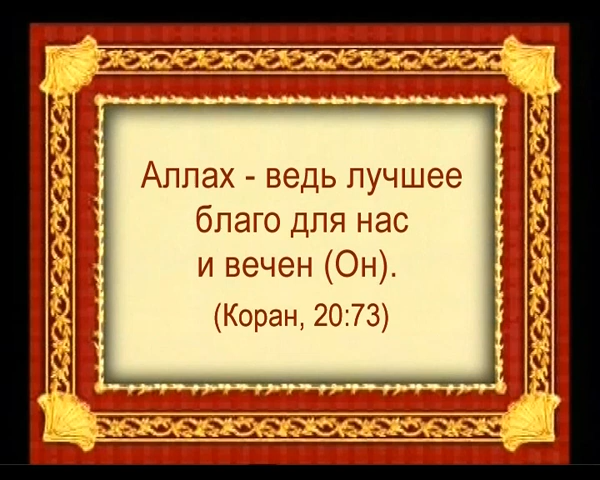 Аллах - ведь лучшее
благо для нас
и вечен (Он).
(Коран, 20:73)